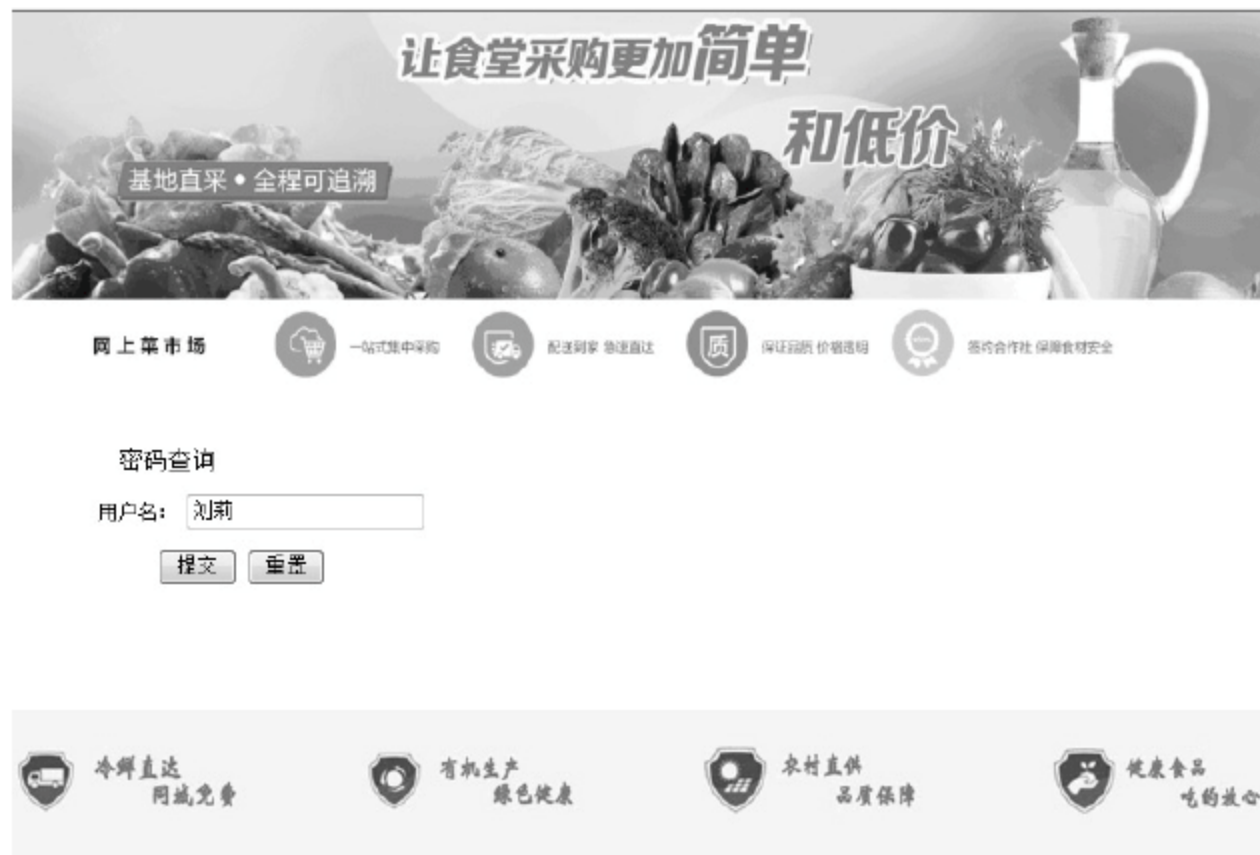 让食堂采购更加简单
和低价
基地直采•全程可追溯
网上菜市场
一站式集中采购
配送到家 急速直达
质
保证品质 价格透明
签约合作社 保障食材安全
密码查询
用户名： 刘莉
提交 重置
冷鲜直达
同城免费
有机生产
绿色健康
农村直供
品质保障
健康食品
吃的放心